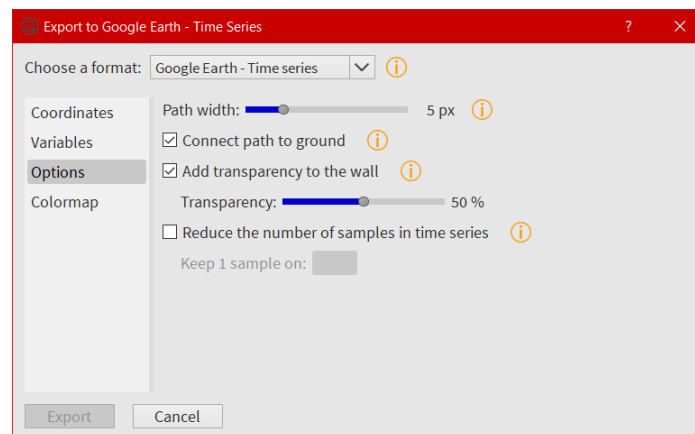 Export to Google Earth - Time Series ? ×
Choose a format: Google Earth - Time series
Coordinates
Variables
Options
Colormap
Path width: 5 px
Connect path to ground
Add transparency to the wall
Transparency: 50 %
Reduce the number of samples in time series
Keep 1 sample on:
Export Cancel